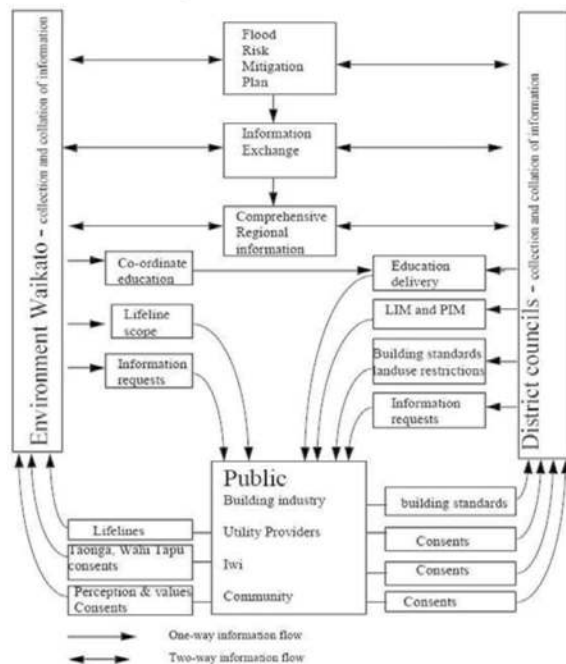 Environment Waikato - collection and collation of information
Flood
Risk
Mitigation
Plan
Information
Exchange
Comprehensive
Regional
information
Co-ordinate
education
Lifeline
scope
Information
requests
Education
delivery
LIM and PIM
Building standards
landuse restrictions
Information
requests
District councils - collection and collation of information
Public
Building industry
Utility Providers
Iwi
Community
Lifelines
Taonga, Wahi Tapu
consents
Perception & values
Consents
building standards
Consents
Consents
Consents
One-way information flow
Two-way information flow